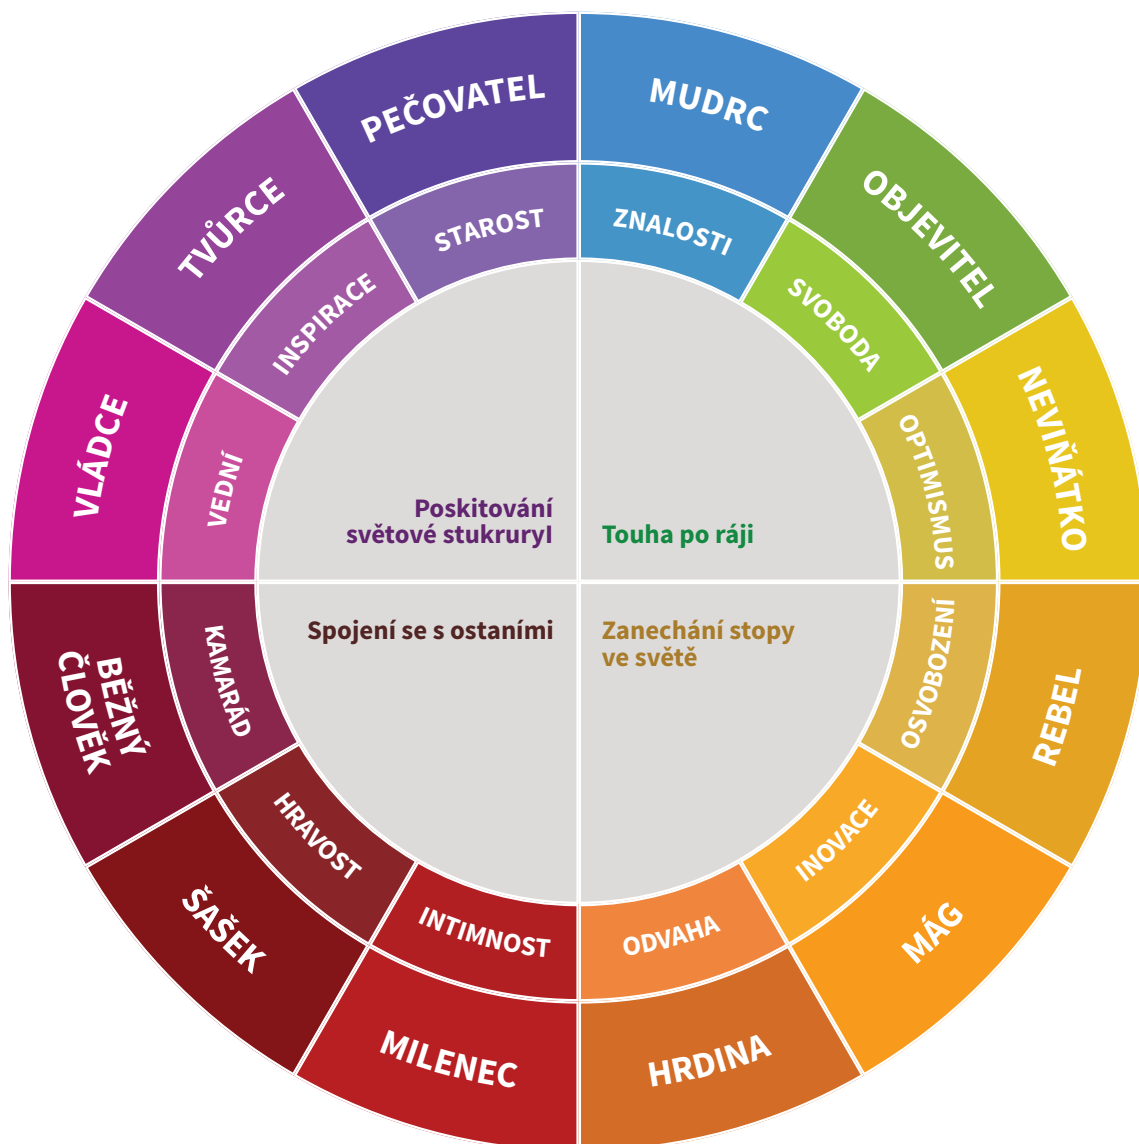 PEČOVATEL
MUDRC
OBJEVITEL
NEVIŇÁTKO
REBEL
MÁG
HRDINA
MILENEC
ŠAŠEK
BĚŽNÝ
ČLOVĚK
VLÁDCE
TVŮRCE
STAROST
ZNALOSTI
SVOBODA
OPTIMISMUS
OSVOBOZENÍ
INOVACE
ODVAHA
INTIMNOST
HRAVOST
KAMARÁD
VEDNÍ
INSPIRACE
Poskitování
světové stukruryl
Touha po ráji
Spojení se s ostaními
Zanechání stopy
ve světě